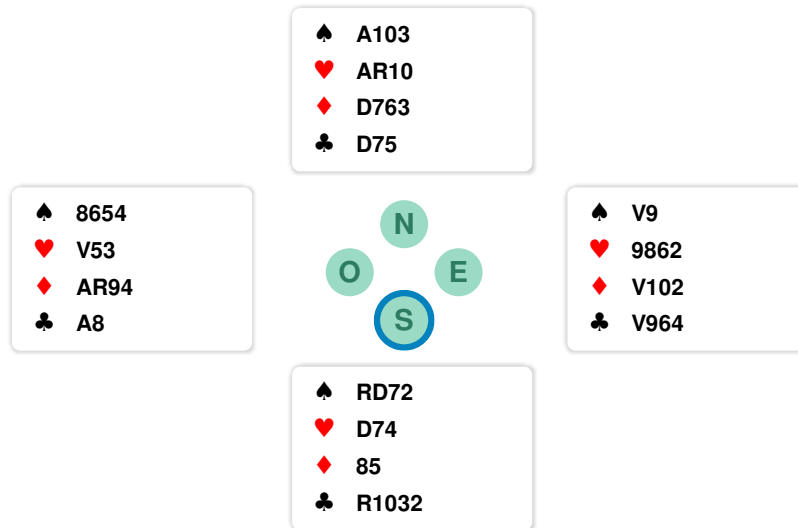 ♠ A103
♥ AR10
♦ D763
♣ D75
♠ 8654
♥ V53
♦ AR94
♣ A8
N
O E
S
♠ V9
♥ 9862
♦ V102
♣ V964
♠ RD72
♥ D74
♦ 85
♣ R1032